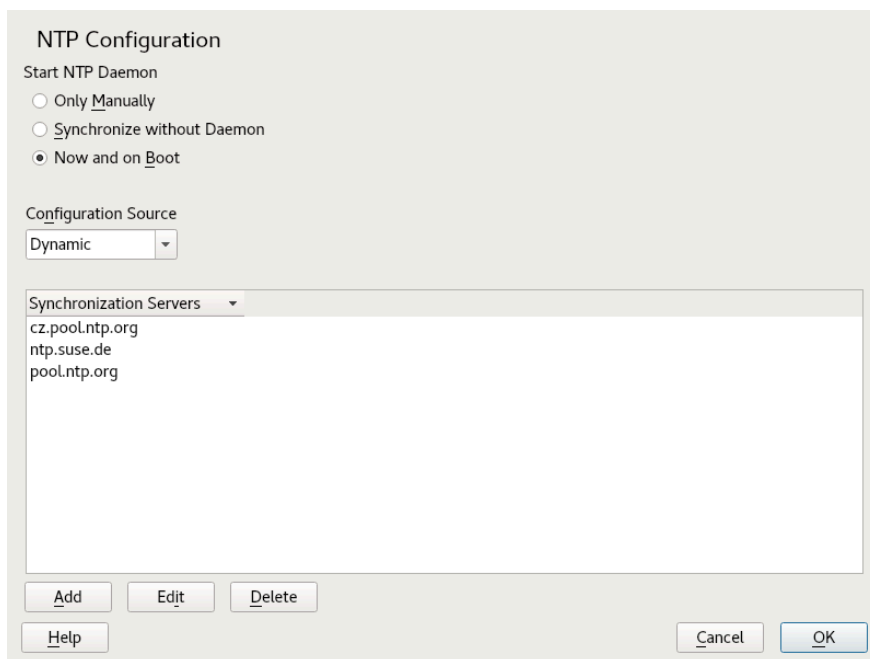 NTP Configuration
Start NTP Daemon
Only Manually
Synchronize without Daemon
Now and on Boot
Configuration Source
Dynamic
Synchronization Servers
cz.pool.ntp.org
ntp.suse.de
pool.ntp.org
Add Edit Delete
Help Cancel OK